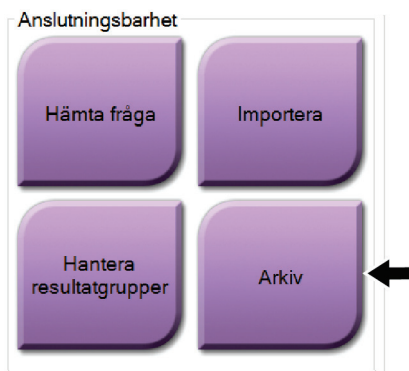 Anslutningsbarhet
Hämta fråga
Importera
Hantera
resultatgrupper
Arkiv